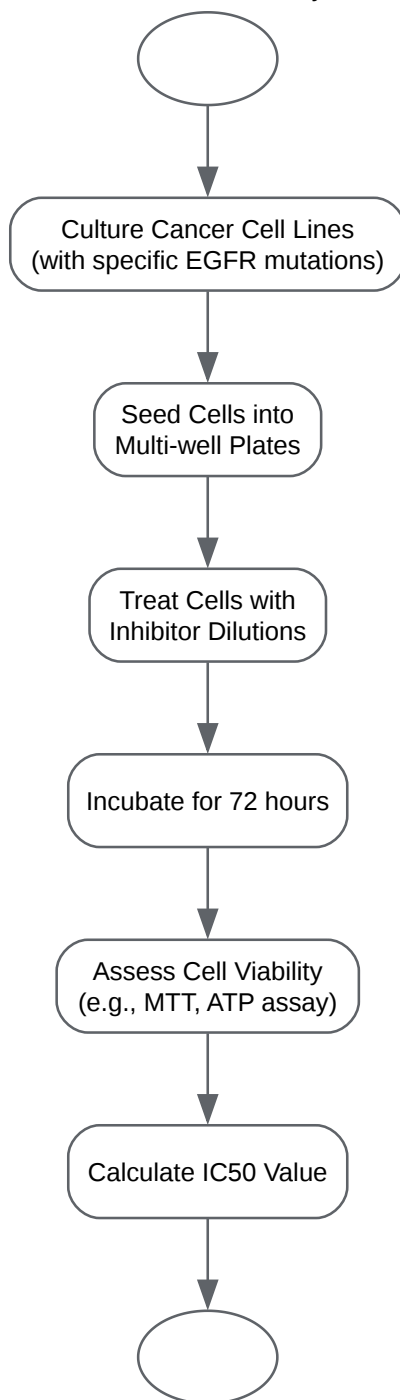 Culture Cancer Cell Lines
(with specific EGFR mutations)
Seed Cells into
Multi-well Plates
Treat Cells with
Inhibitor Dilutions
Incubate for 72 hours
Assess Cell Viability
(e.g., MTT, ATP assay)
Calculate IC50 Value